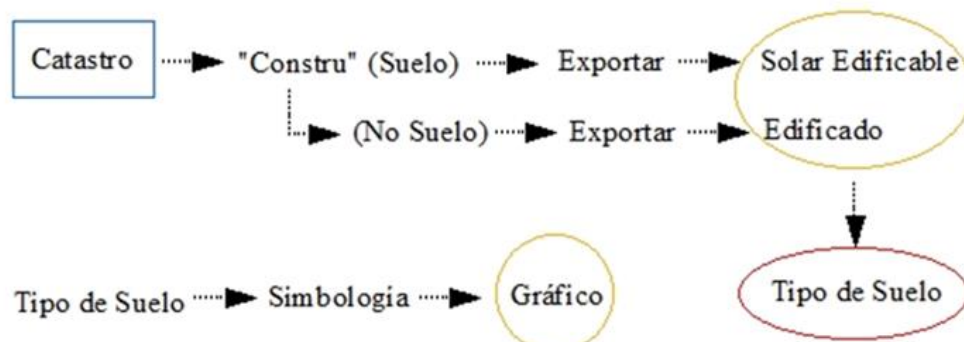 Catastro "Constru" (Suelo) Exportar Solar Edificable
(No Suelo) Exportar Edificado
Tipo de Suelo Simbología Gráfico Tipo de Suelo